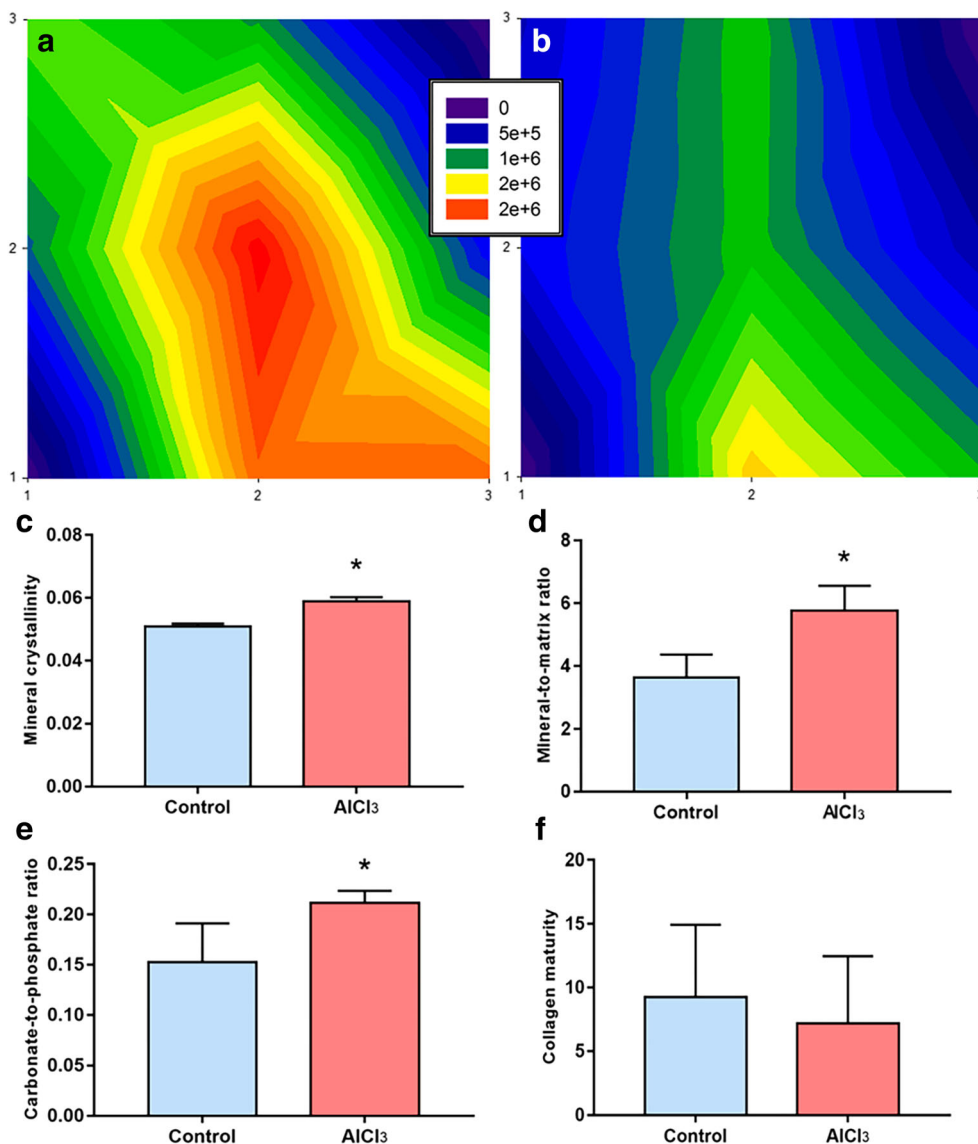 a
b
3
2
1
1 2 3
3
2
1
1 2
0
5e+5
1e+6
2e+6
2e+6
c
Mineral crystallinity
0.08
0.06
0.04
0.02
0.00
*
Control AlCl3
d
Mineral-to-matrix ratio
8
6
4
2
0
*
Control AlCl3
e
Carbonate-to-phosphate ratio
0.25
0.20
0.15
0.10
0.05
0.00
*
Control AlCl3
f
Collagen maturity
20
15
10
5
0
Control AlCl3